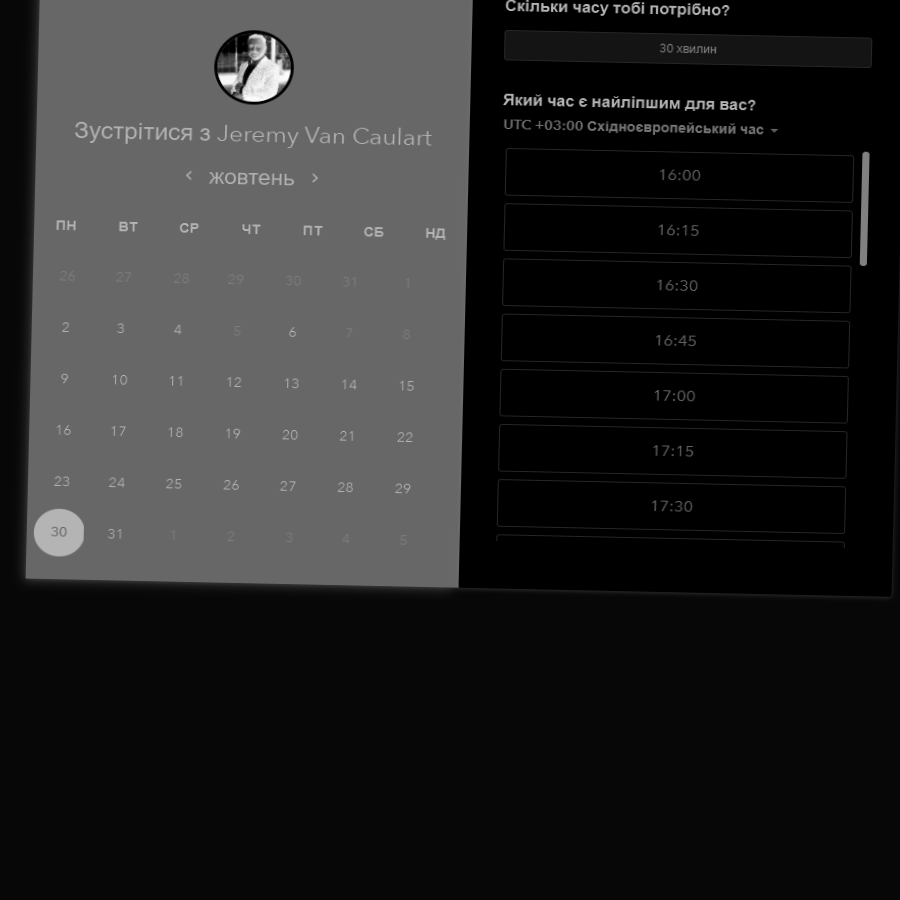 Зустрітися з Jeremy Van Caulart
жовтень
ПН ВТ СР ЧТ ПТ СБ НД
26 27 28 29 30 31 1
2 3 4 5 6 7 8
9 10 11 12 13 14 15
16 17 18 19 20 21 22
23 24 25 26 27 28 29
30 31 1 2 3 4 5
Скільки часу тобі потрібно?
30 хвилин
Який час є найліпшим для вас?
UTC +03:00 Східноєвропейський час
16:00
16:15
16:30
16:45
17:00
17:15
17:30